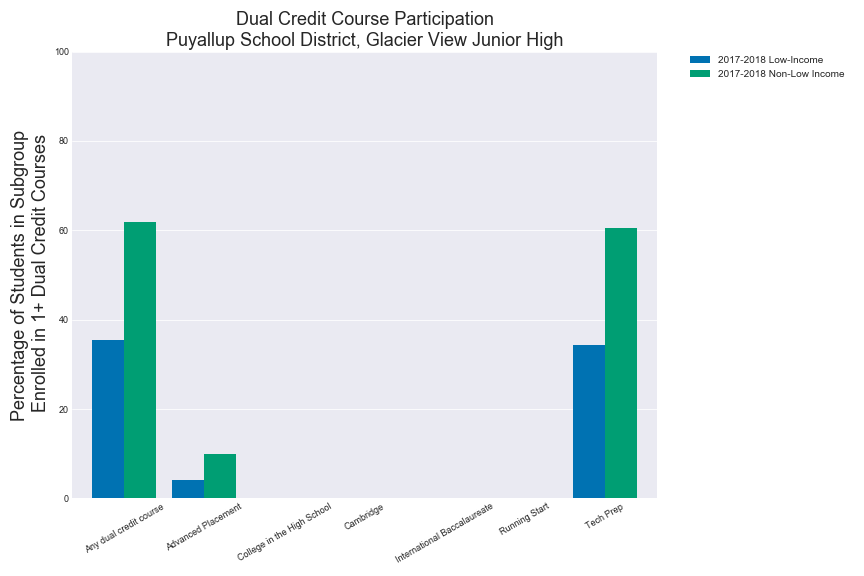 Dual Credit Course Participation
Puyallup School District, Glacier View Junior High
2017-2018 Low-Income
2017-2018 Non-Low Income
Percentage of Students in Subgroup
Enrolled in 1+ Dual Credit Courses
100
80
60
40
20
0
Any dual credit course
Advanced Placement
College in the High School
Cambridge
International Baccalaureate
Running Start
Tech Prep